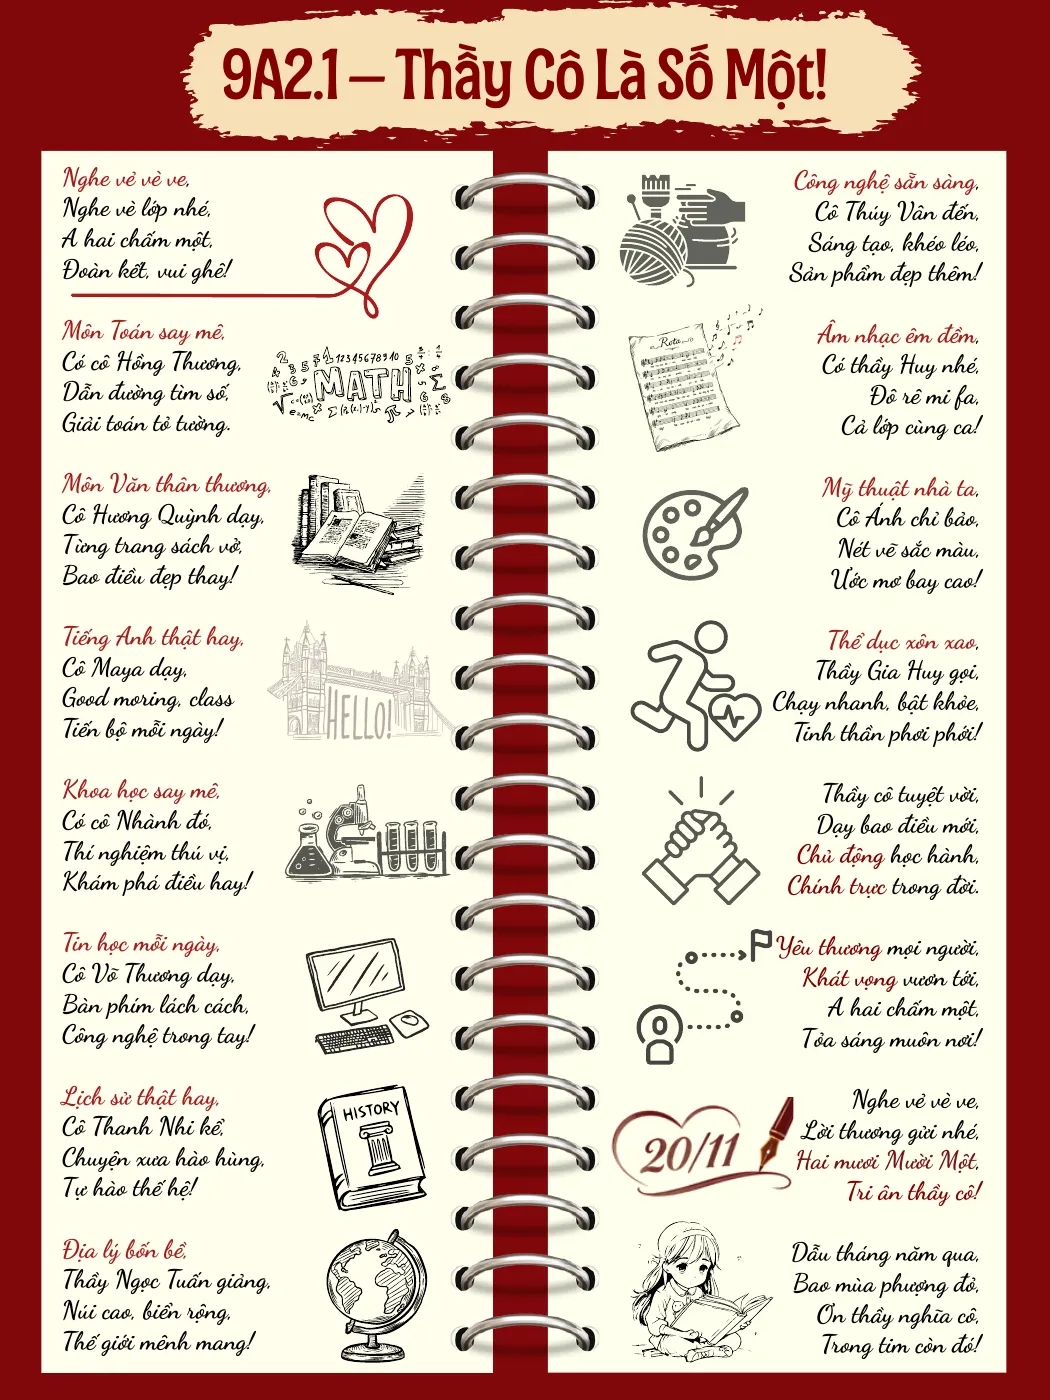 9A2.1 – Thầy Cô Là Số Một!
Nghe vẻ vè ve,
Nghe vè lớp nhé,
A hai chấm một,
Đoàn kết, vui ghê!
Môn Toán say mê,
Có cô Hồng Thương,
Dẫn đường tìm số,
Giải toán tỏ tường.
12345678910
MATH
Môn Văn thân thương,
Cô Hương Quỳnh dạy,
Từng trang sách vở,
Bao điều đẹp thay!
Tiếng Anh thật hay,
Cô Maya dạy,
Good moring, class
Tiến bộ mỗi ngày!
HELLO!
Khoa học say mê,
Có cô Nhành đó,
Thí nghiệm thú vị,
Khám phá điều hay!
Tin học mỗi ngày,
Cô Võ Thương dạy,
Bàn phím lách cách,
Công nghệ trong tay!
Lịch sử thật hay,
Cô Thanh Nhi kể,
Chuyện xưa hào hùng,
Tự hào thế hệ!
HISTORY
Địa lý bốn bề,
Thầy Ngọc Tuấn giảng,
Núi cao, biển rộng,
Thế giới mênh mang!
Công nghệ sẵn sàng,
Cô Thúy Vân đến,
Sáng tạo, khéo léo,
Sản phẩm đẹp thêm!
Âm nhạc êm đềm,
Có thầy Huy nhé,
Đô rê mi fa,
Cả lớp cùng ca!
Mỹ thuật nhà ta,
Cô Ánh chỉ bảo,
Nét vẽ sắc màu,
Ước mơ bay cao!
Thể dục xôn xao,
Thầy Gia Huy gọi,
Chạy nhanh, bật khỏe,
Tinh thần phơi phới!
Thầy cô tuyệt vời,
Dạy bao điều mới,
Chủ động học hành,
Chính trực trong đời.
Yêu thương mọi người,
Khát vọng vươn tới,
A hai chấm một,
Tỏa sáng muôn nơi!
Nghe vẻ vè ve,
Lời thương gửi nhé,
Hai mươi Mười Một,
Tri ân thầy cô!
20/11
Dẫu tháng năm qua,
Bao mùa phượng đỏ,
Ơn thầy nghĩa cô,
Trong tim còn đó!